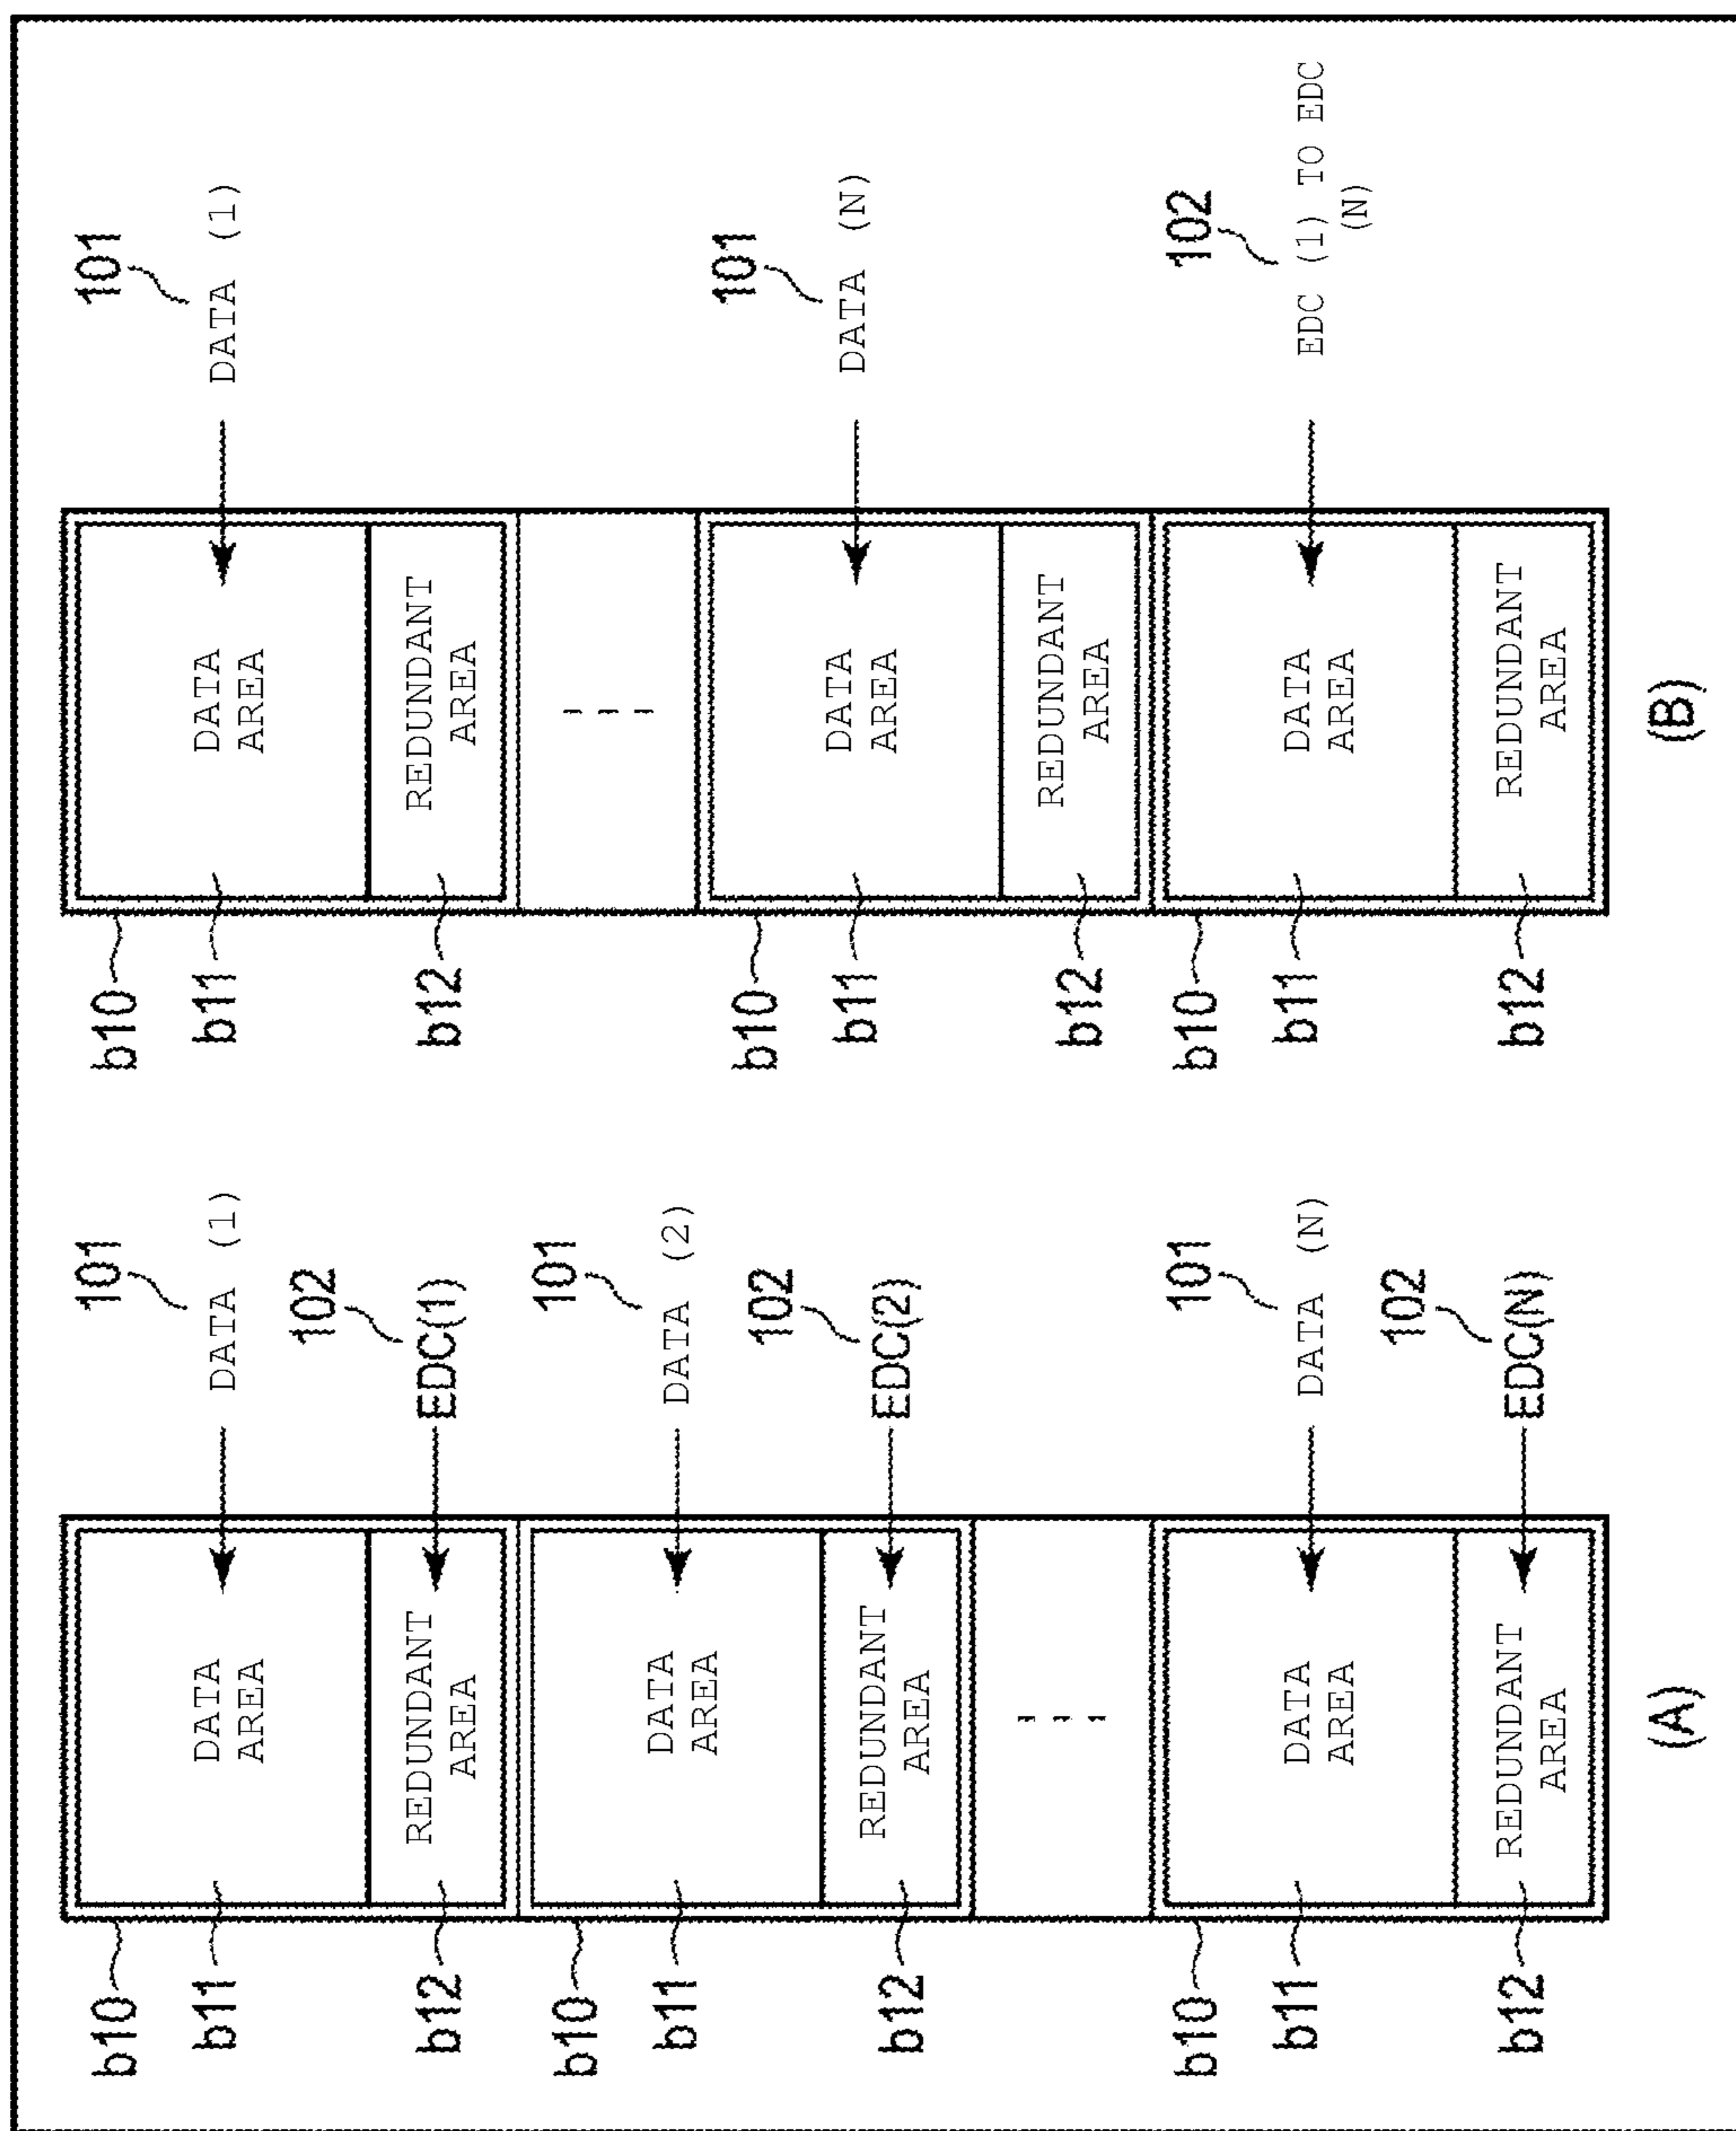 b10
b11
DATA
AREA
101
DATA (1)
b12
REDUNDANT
AREA
102
EDC(1)
b10
b11
DATA
AREA
101
DATA (2)
b12
REDUNDANT
AREA
102
EDC(2)
b10
b11
DATA
AREA
101
DATA (N)
b12
REDUNDANT
AREA
102
EDC(N)
(A)
b10
b11
DATA
AREA
101
DATA (1)
b12
REDUNDANT
AREA
b10
b11
DATA
AREA
101
DATA (N)
b12
REDUNDANT
AREA
b10
b11
DATA
AREA
102
EDC (1) TO EDC
(N)
b12
REDUNDANT
AREA
(B)